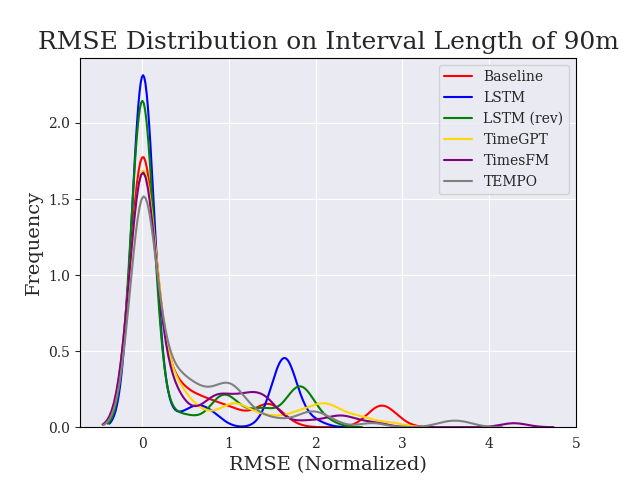 RMSE Distribution on Interval Length of 90m
Baseline
LSTM
LSTM (rev)
TimeGPT
TimesFM
TEMPO
Frequency
2.0
1.5
1.0
0.5
0.0
0 1 2 3 4 5
RMSE (Normalized)